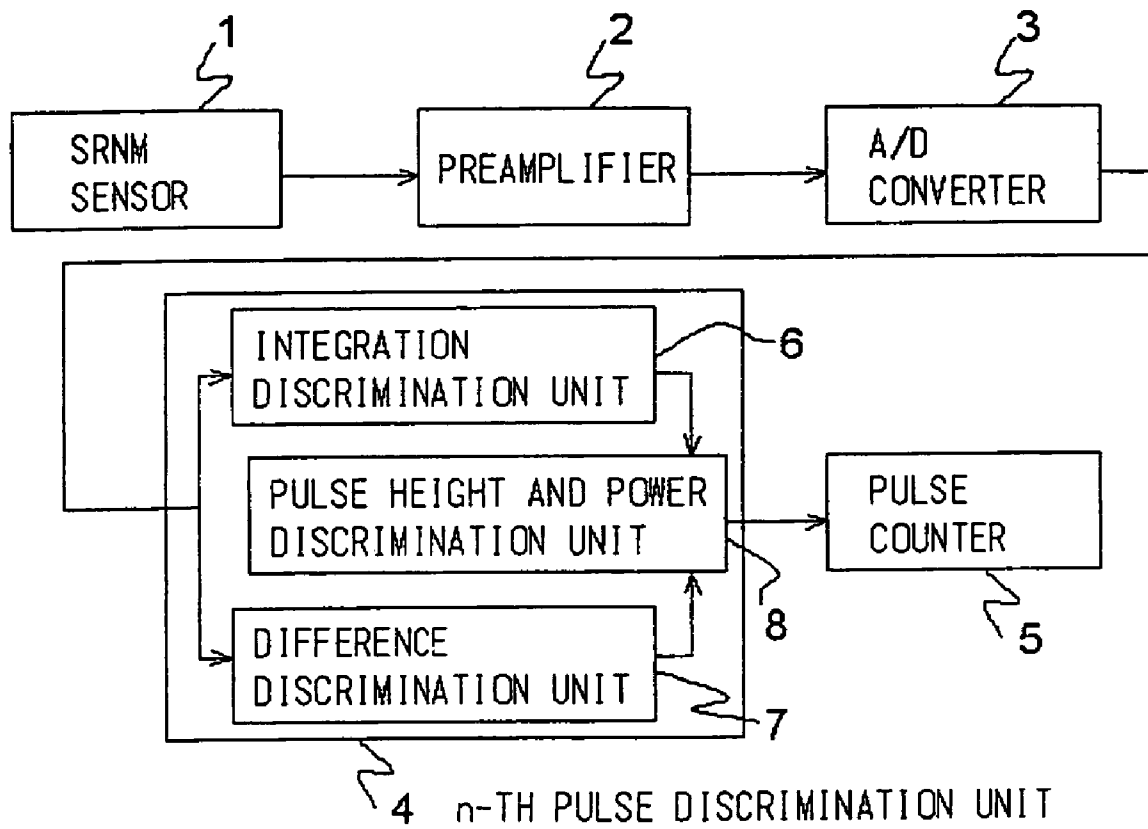 1
2
3
SRNM
SENSOR
PREAMPLIFIER
A/D
CONVERTER
INTEGRATION
DISCRIMINATION UNIT
6
PULSE HEIGHT AND POWER
DISCRIMINATION UNIT
8
PULSE
COUNTER
5
DIFFERENCE
DISCRIMINATION UNIT
7
4 n-TH PULSE DISCRIMINATION UNIT